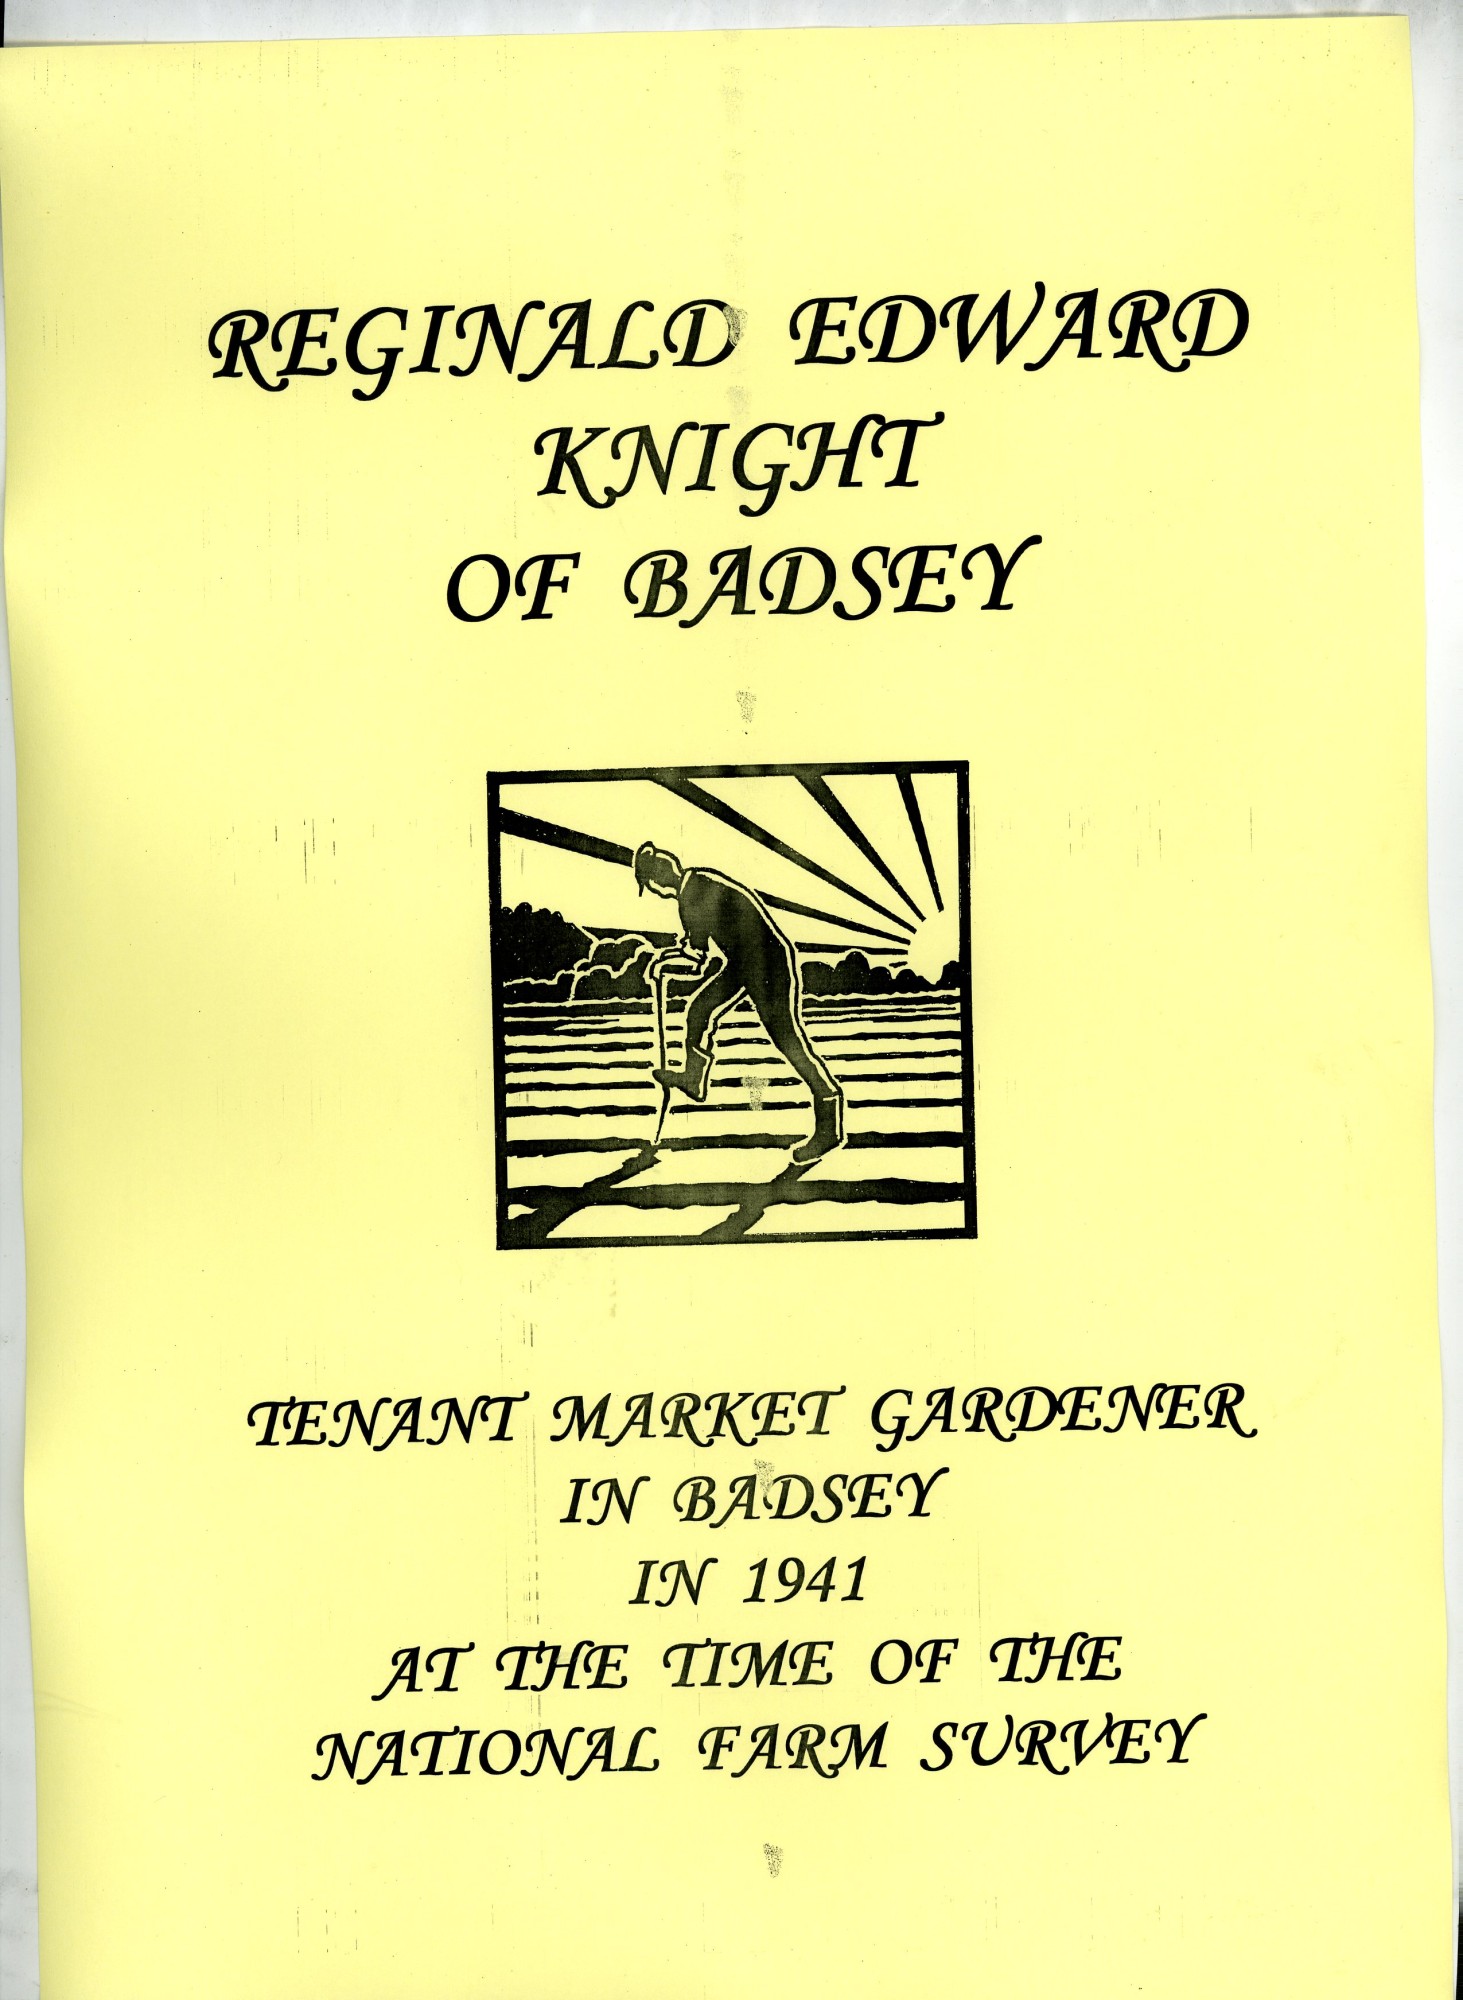 REGINALD EDWARD
KNIGHT
OF BADSEY
TENANT MARKET GARDENER
IN BADSEY
IN 1941
AT THE TIME OF THE
NATIONAL FARM SURVEY